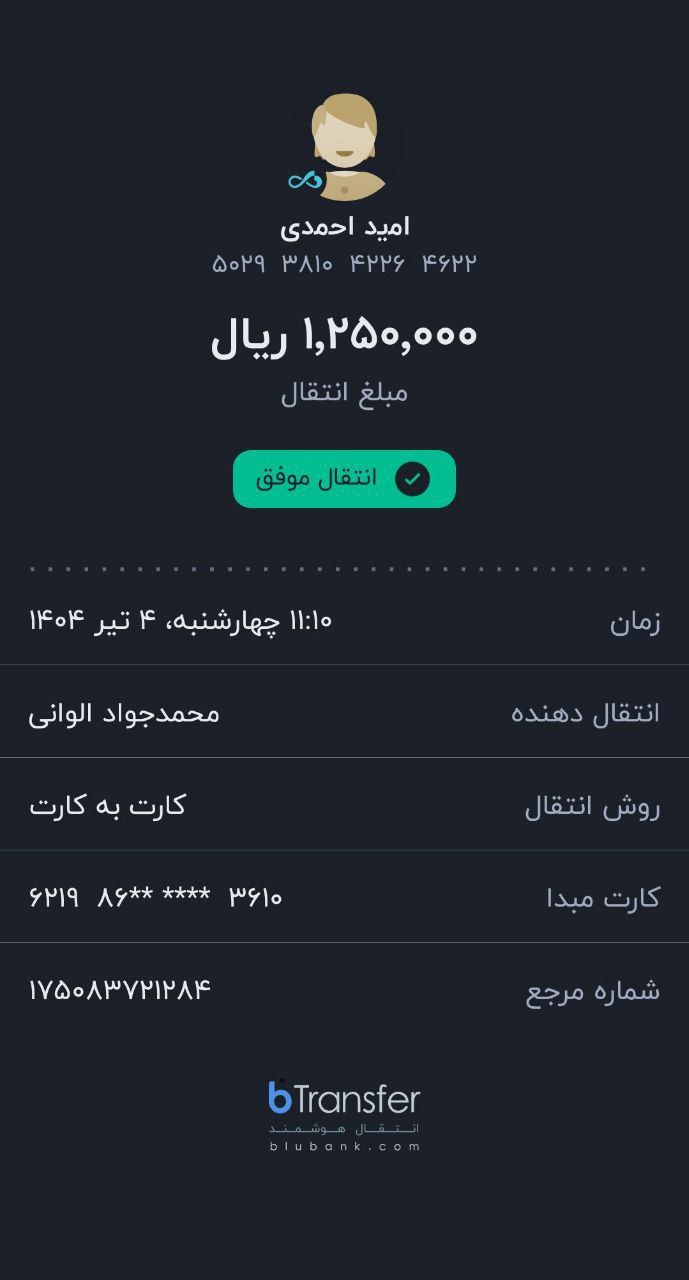 امید احمدی
۵۰۲۹ ۳۸۱۰ ۴۲۲۶ ۴۶۲۲
۱,۲۵۰,۰۰۰ ریال
مبلغ انتقال
انتقال موفق
زمان ۱۱:۱۰ چهارشنبه، ۴ تیر ۱۴۰۴
انتقال دهنده محمدجواد الوانی
روش انتقال کارت به کارت
کارت مبدا ۶۲۱۹ ۸۶** **** ۳۶۱۰
شماره مرجع ۱۷۵۰۸۳۷۲۱۲۸۴
bTransfer
انتقال هوشمند
blubank.com